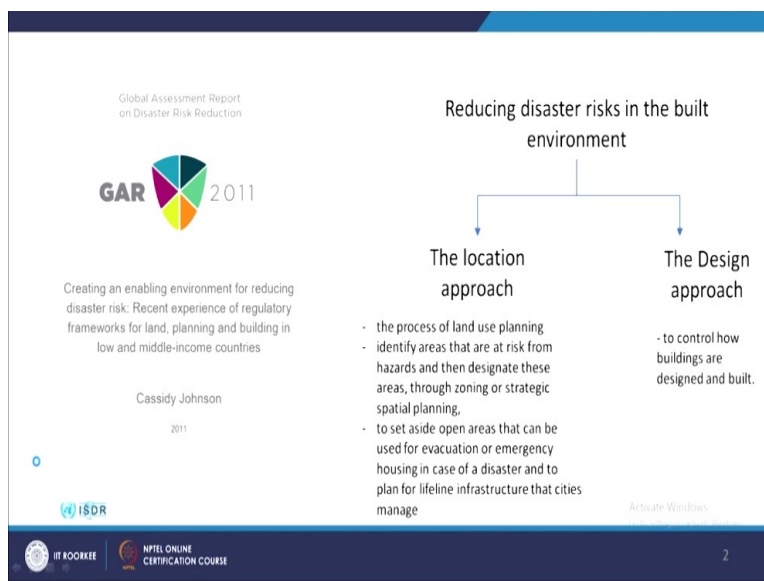 Global Assessment Report
on Disaster Risk Reduction
GAR 2011
Creating an enabling environment for reducing
disaster risk: Recent experience of regulatory
frameworks for land, planning and building in
low and middle-income countries
Cassidy Johnson
2011
ISDR
Reducing disaster risks in the built
environment
The location
approach
- the process of land use planning
- identify areas that are at risk from
hazards and then designate these
areas, through zoning or strategic
spatial planning,
- to set aside open areas that can be
used for evacuation or emergency
housing in case of a disaster and to
plan for lifeline infrastructure that cities
manage
The Design
approach
- to control how
buildings are
designed and built.
Activate Windows
IIT ROORKEE
NPTEL ONLINE
CERTIFICATION COURSE
2